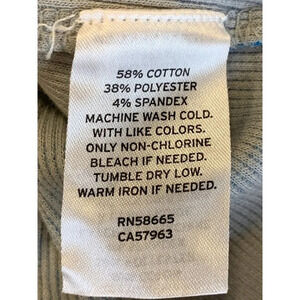 58% COTTON
38% POLYESTER
4% SPANDEX
MACHINE WASH COLD.
WITH LIKE COLORS.
ONLY NON-CHLORINE
BLEACH IF NEEDED.
TUMBLE DRY LOW.
WARM IRON IF NEEDED.
RN58665
CA57963